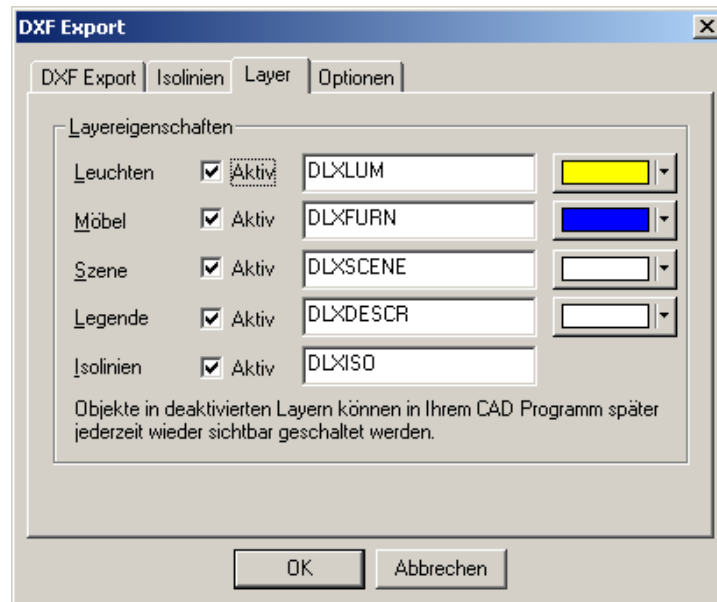 DXF Export
DXF Export Isolinien Layer Optionen
Layereigenschaften
Leuchten Aktiv DLXLUM
Möbel Aktiv DLXFURN
Szene Aktiv DLXSCENE
Legende Aktiv DLXDESCR
Isolinien Aktiv DLXISO
Objekte in deaktivierten Layern können in Ihrem CAD Programm später
jederzeit wieder sichtbar geschaltet werden.
OK Abbrechen